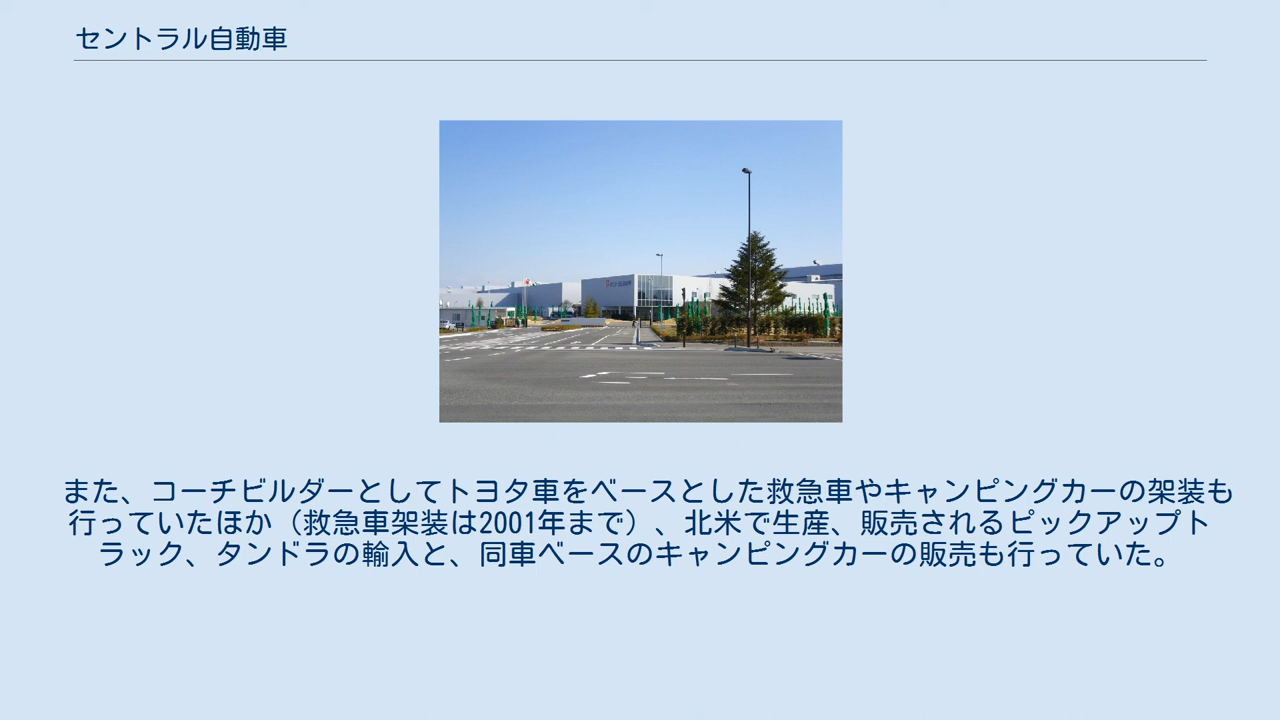 セントラル自動車
また、コーチビルダーとしてトヨタ車をベースとした救急車やキャンピングカーの架装も
行っていたほか（救急車架装は2001年まで）、北米で生産、販売されるピックアップト
ラック、タンドラの輸入と、同車ベースのキャンピングカーの販売も行っていた。